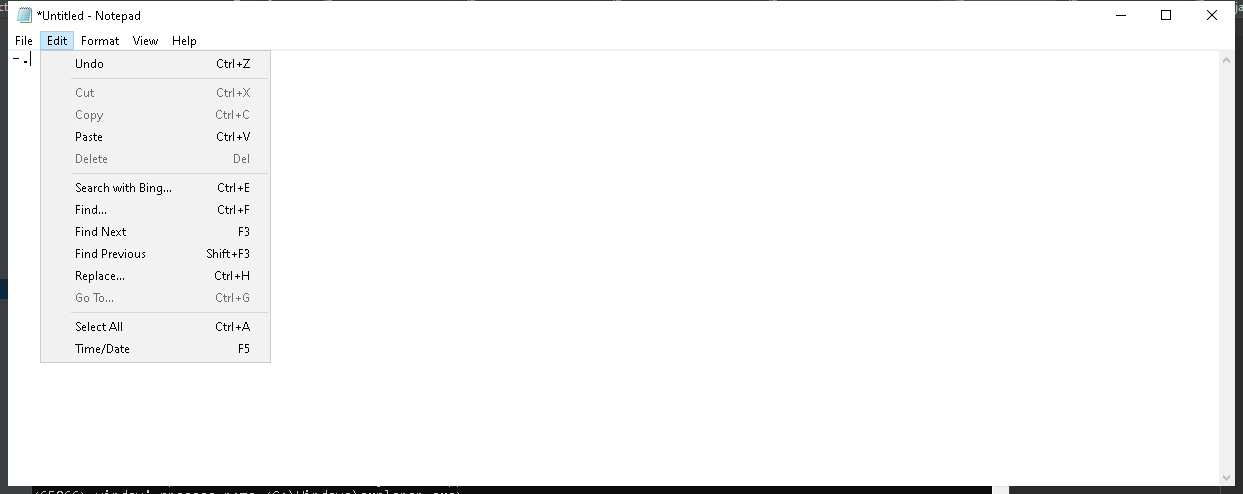 *Untitled - Notepad
File Edit Format View Help
-.
Undo Ctrl+Z
Cut Ctrl+X
Copy Ctrl+C
Paste Ctrl+V
Delete Del
Search with Bing... Ctrl+E
Find... Ctrl+F
Find Next F3
Find Previous Shift+F3
Replace... Ctrl+H
Go To... Ctrl+G
Select All Ctrl+A
Time/Date F5